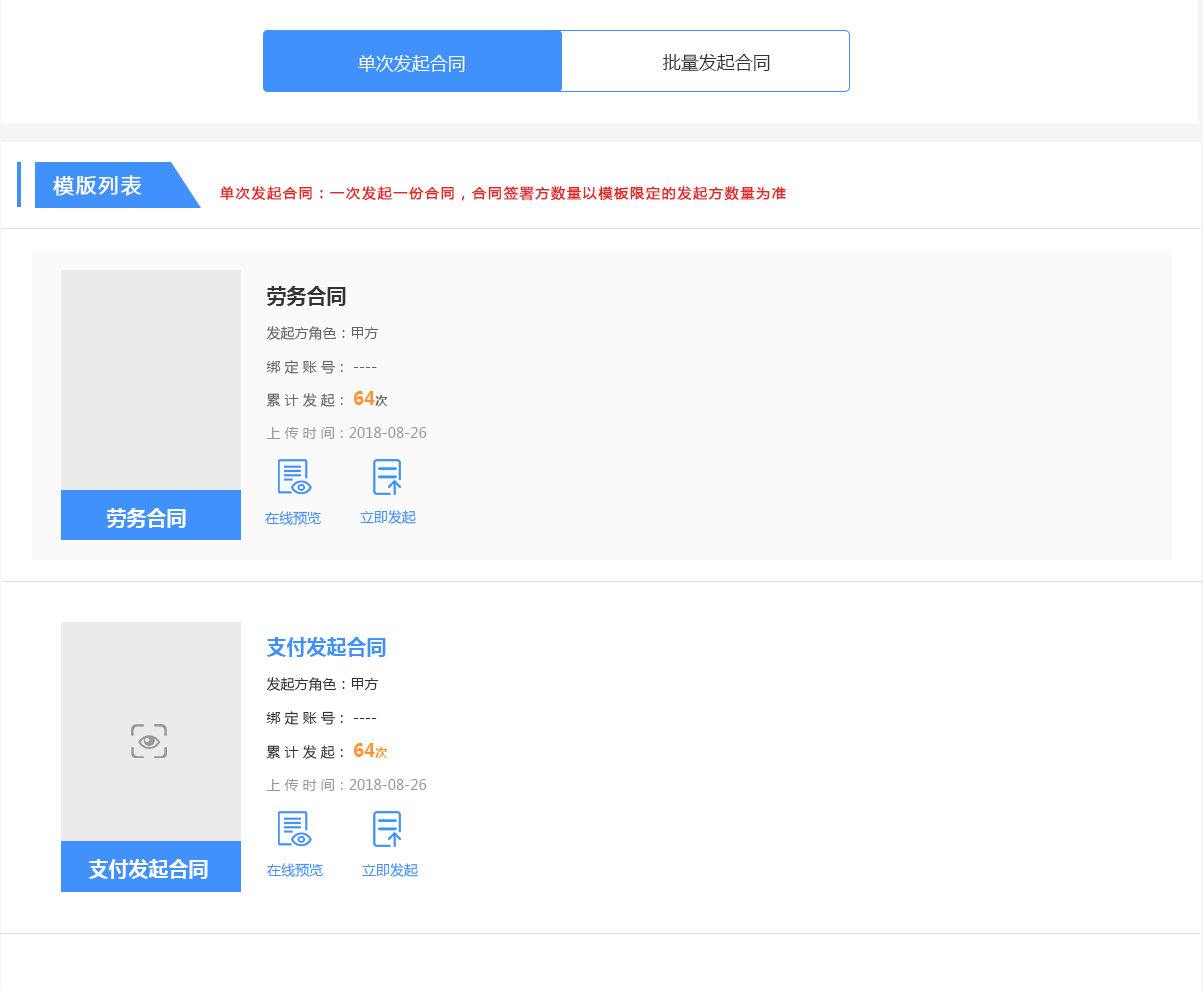 单次发起合同
批量发起合同
模版列表
单次发起合同：一次发起一份合同，合同签署方数量以模板限定的发起方数量为准
劳务合同
发起方角色：甲方
绑定账号： ----
累计发起： 64次
上传时间：2018-08-26
在线预览
立即发起
劳务合同
支付发起合同
发起方角色：甲方
绑定账号： ----
累计发起： 64次
上传时间：2018-08-26
在线预览
立即发起
支付发起合同